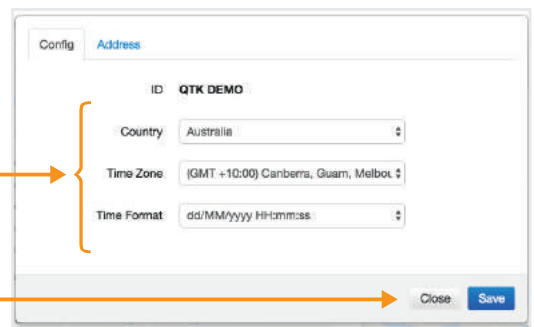 Config Address
ID QTK DEMO
Country Australia
Time Zone (GMT +10:00) Canberra, Guam, Melbou
Time Format dd/MM/yyyy HH:mm:ss
Close Save